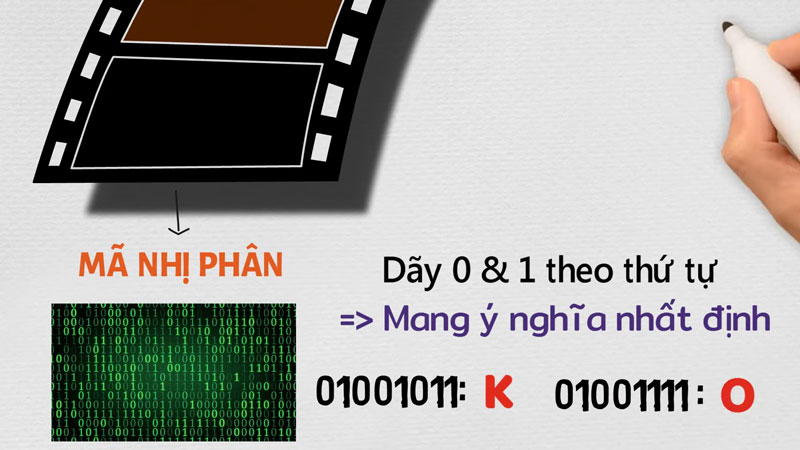 MÃ NHỊ PHÂN
Dãy 0 & 1 theo thứ tự
=> Mang ý nghĩa nhất định
01001011: K
01001111: O